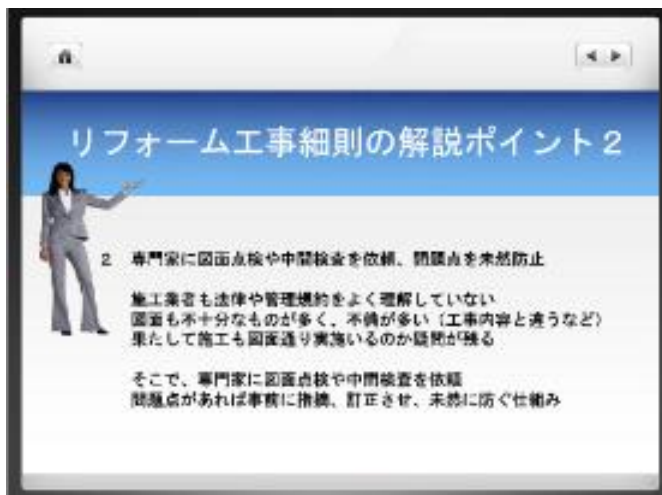 リフォーム工事細則の解説ポイント2
2 専門家に図面点検や中間検査を依頼、問題点を未然防止
施工業者も法律や管理規約をよく理解していない
図面も不十分なものが多く、不備が多い（工事内容と違うなど）
果たして施工も図面通り実施いるのか疑問が残る
そこで、専門家に図面点検や中間検査を依頼
問題点があれば事前に指摘、訂正させ、未然に防ぐ仕組み